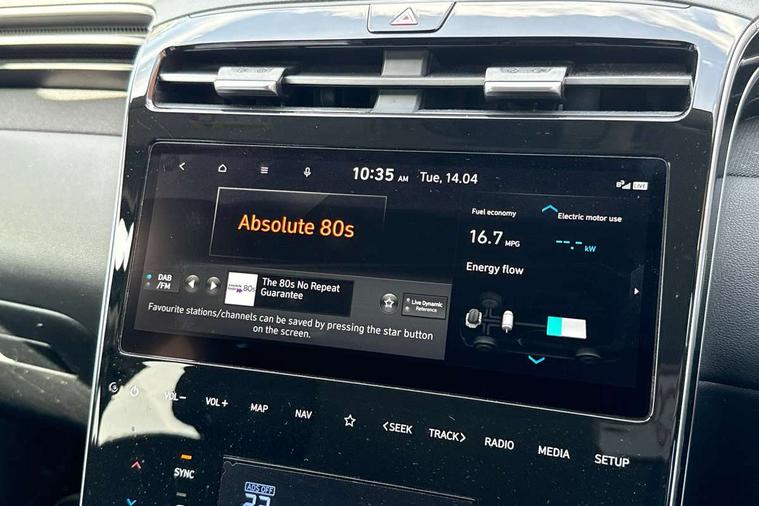 10:35 AM Tue, 14.04
LIVE
Absolute 80s
Fuel economy
Electric motor use
16.7 MPG
--.- kW
Energy flow
DAB
/FM
The 80s No Repeat
Guarantee
Live Dynamic
Reference
Favourite stations/channels can be saved by pressing the star button
on the screen.
VOL− VOL+ MAP NAV <SEEK TRACK> RADIO MEDIA SETUP
SYNC
ADS OFF